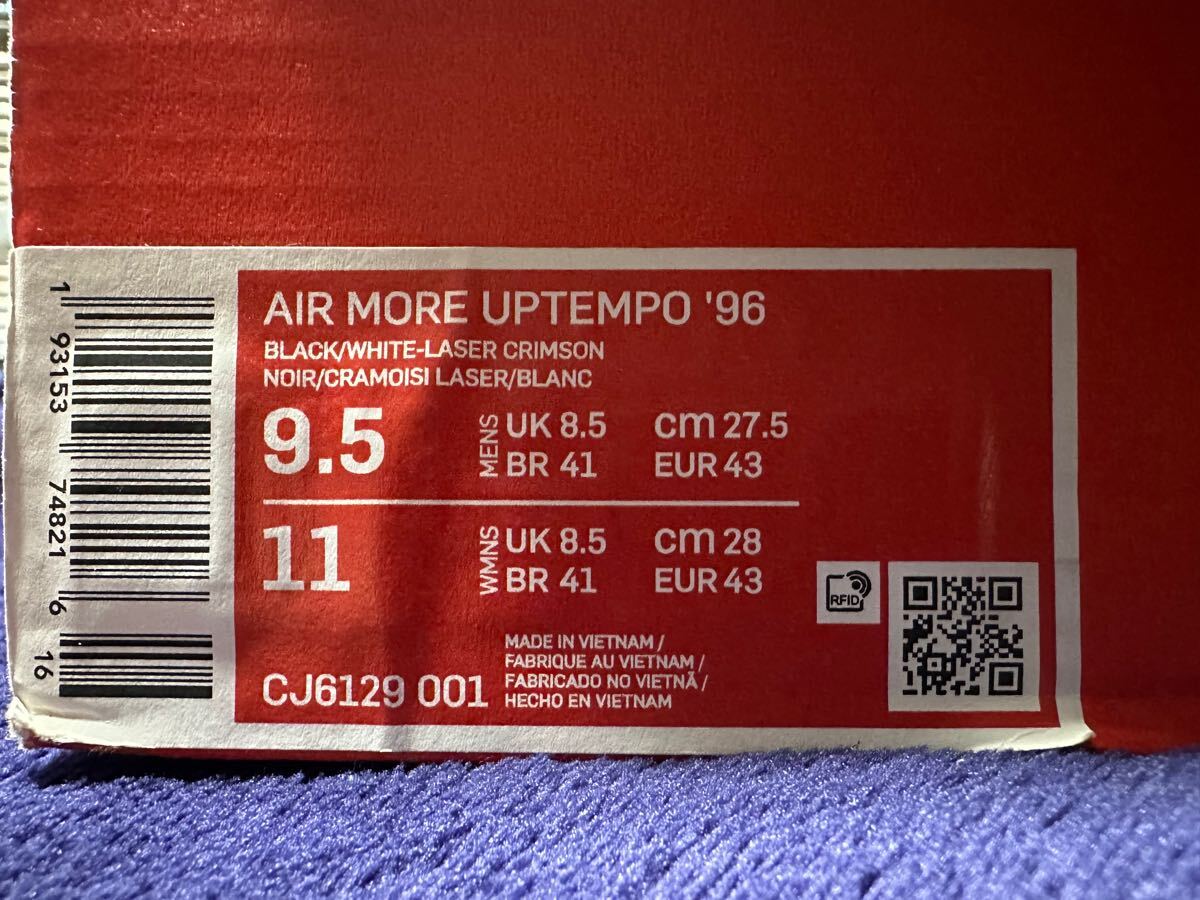 AIR MORE UPTEMPO '96
BLACK/WHITE-LASER CRIMSON
NOIR/CRAMOISI LASER/BLANC
9.5 MENS UK 8.5 CM 27.5
BR 41 EUR 43
11 WMNS UK 8.5 CM 28
BR 41 EUR 43
MADE IN VIETNAM /
FABRIQUE AU VIETNAM /
FABRICADO NO VIETNÃ /
HECHO EN VIETNAM
CJ6129 001
RFID
1 93153 74821 6 16